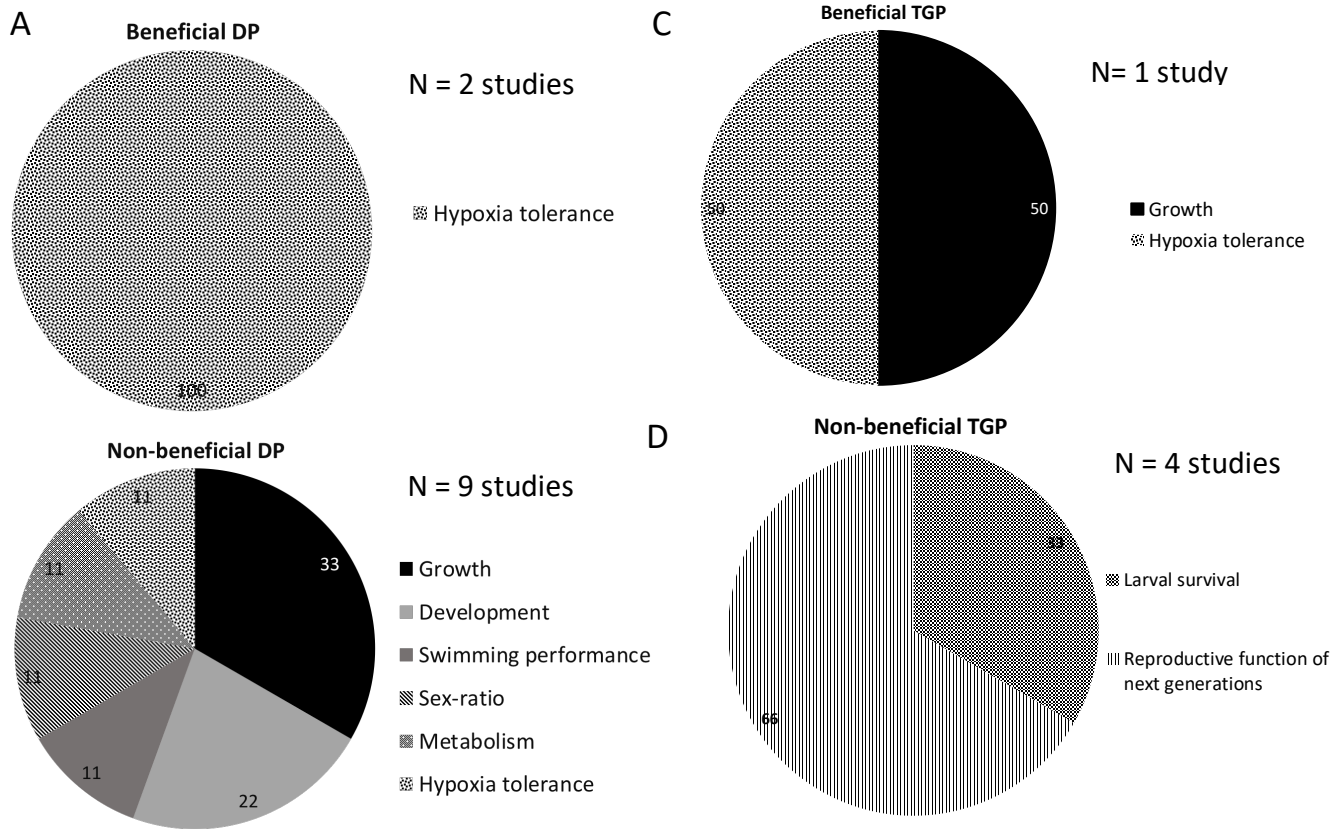 A
Beneficial DP
N = 2 studies
Hypoxia tolerance
100
C
Beneficial TGP
N= 1 study
50
50
Growth
Hypoxia tolerance
Non-beneficial DP
N = 9 studies
11
33
11
11
11
22
Growth
Development
Swimming performance
Sex-ratio
Metabolism
Hypoxia tolerance
D
Non-beneficial TGP
N = 4 studies
66
Larval survival
Reproductive function of
next generations